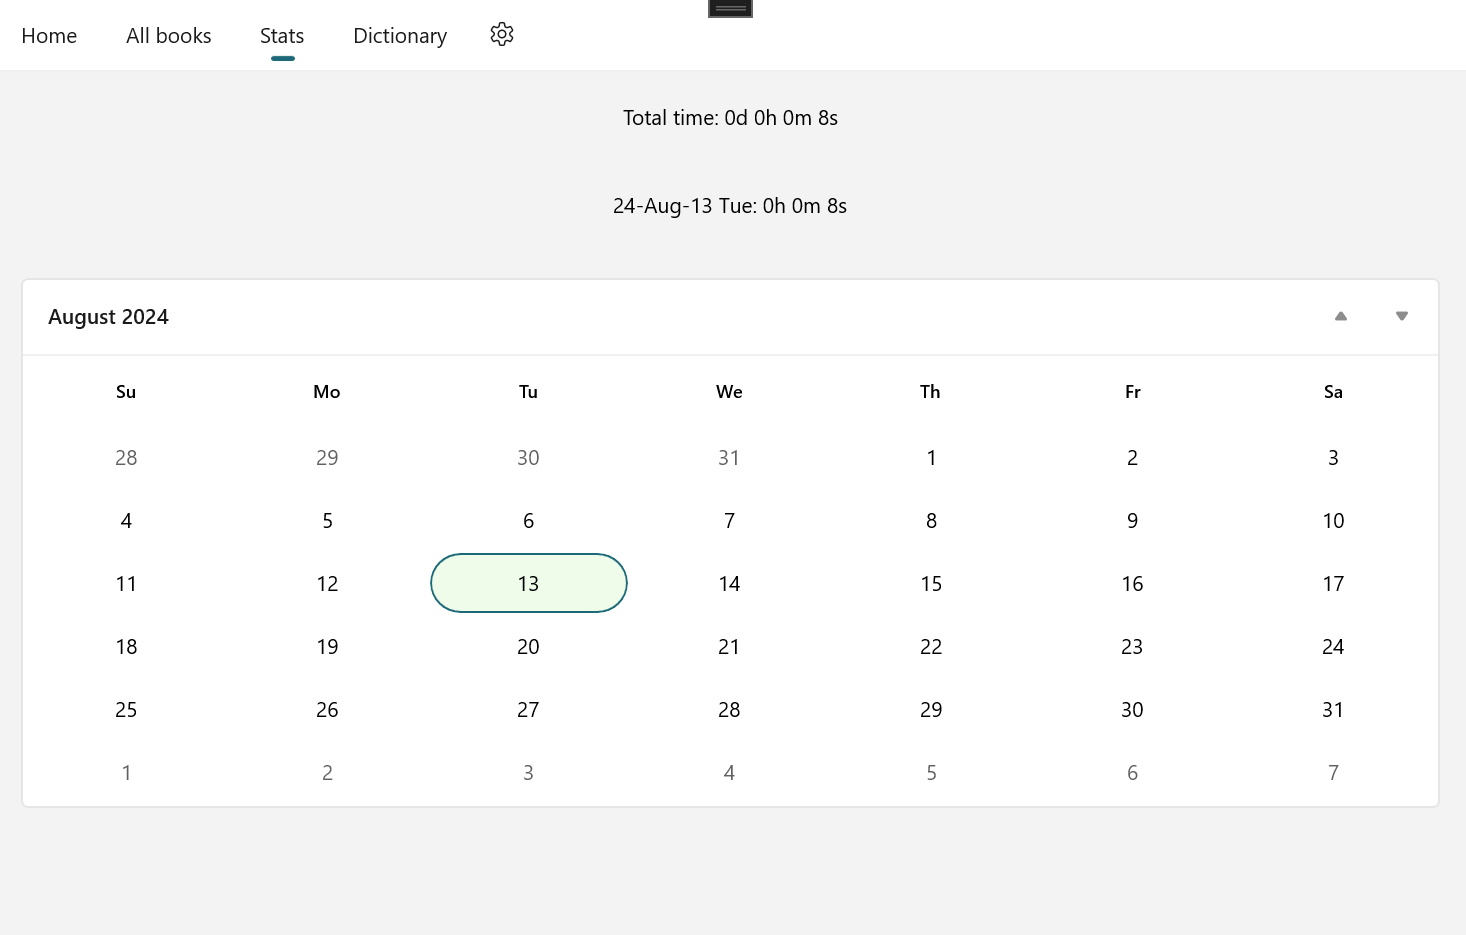 Home All books Stats Dictionary
Total time: 0d 0h 0m 8s
24-Aug-13 Tue: 0h 0m 8s
August 2024
Su Mo Tu We Th Fr Sa
28 29 30 31 1 2 3
4 5 6 7 8 9 10
11 12 13 14 15 16 17
18 19 20 21 22 23 24
25 26 27 28 29 30 31
1 2 3 4 5 6 7